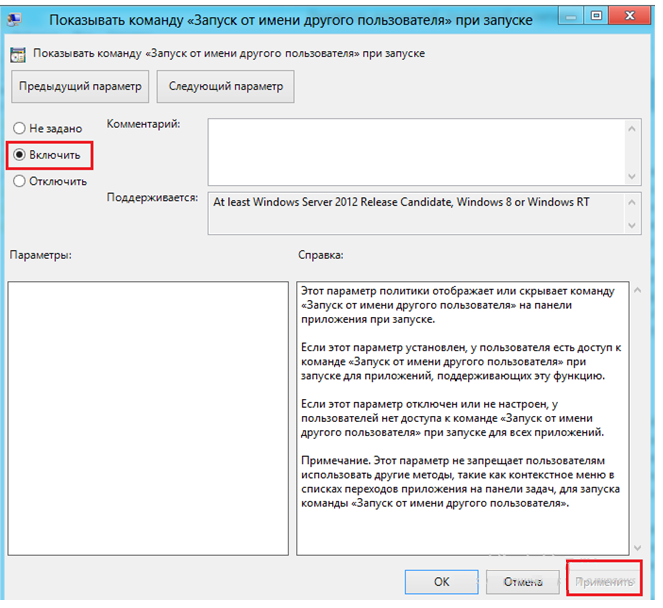 Показывать команду «Запуск от имени другого пользователя» при запуске
Показывать команду «Запуск от имени другого пользователя» при запуске
Предыдущий параметр
Следующий параметр
Не задано
Комментарий:
Включить
Отключить
Поддерживается:
At least Windows Server 2012 Release Candidate, Windows 8 or Windows RT
Параметры:
Справка:
Этот параметр политики отображает или скрывает команду
«Запуск от имени другого пользователя» на панели
приложения при запуске.
Если этот параметр установлен, у пользователя есть доступ к
команде «Запуск от имени другого пользователя» при
запуске для приложений, поддерживающих эту функцию.
Если этот параметр отключен или не настроен, у
пользователей нет доступа к команде «Запуск от имени
другого пользователя» при запуске для всех приложений.
Примечание. Этот параметр не запрещает пользователям
использовать другие методы, такие как контекстное меню в
списках переходов приложения на панели задач, для запуска
команды «Запуск от имени другого пользователя».
ОК
Отмена
Применить